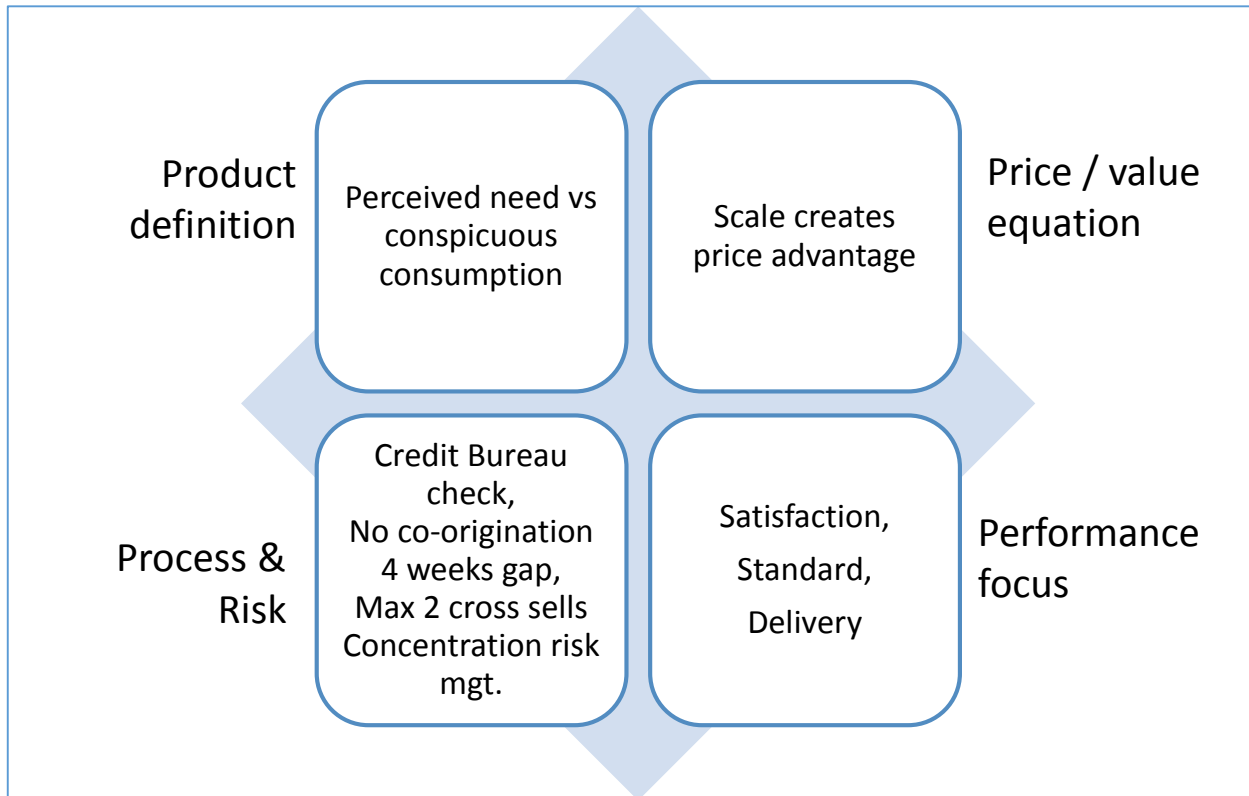 Product
definition
Perceived need vs
conspicuous
consumption
Scale creates
price advantage
Price / value
equation
Process &
Risk
Credit Bureau
check,
No co-origination
4 weeks gap,
Max 2 cross sells
Concentration risk
mgt.
Satisfaction,
Standard,
Delivery
Performance
focus